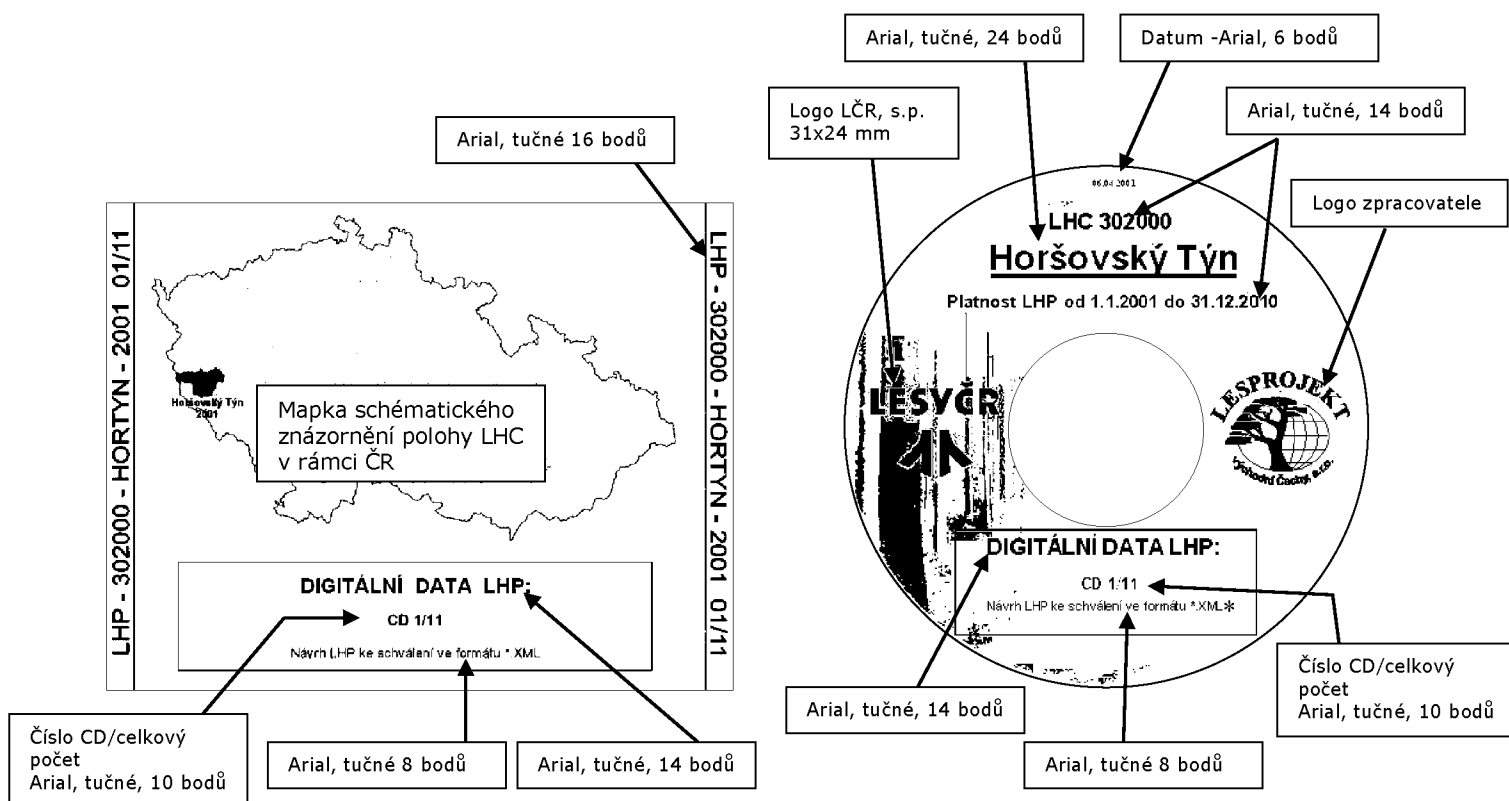 Arial, tučné, 24 bodů
Datum -Arial, 6 bodů
Logo LČR, s.p.
31x24 mm
Arial, tučné, 14 bodů
Arial, tučné 16 bodů
Logo zpracovatele
06.04.2001
LHC 302000
Horšovský Týn
Platnost LHP od 1.1.2001 do 31.12.2010
LESYČR
LESPROJEKT
východní Čechy, s.r.o.
DIGITÁLNÍ DATA LHP:
CD 1/11
Návrh LHP ke schválení ve formátu *.XML*
Arial, tučné, 14 bodů
Arial, tučné 8 bodů
Číslo CD/celkový
počet
Arial, tučné, 10 bodů
LHP - 302000 - HORTYN - 2001 01/11
LHP - 302000 - HORTYN - 2001 01/11
Horšovský Týn
2001
Mapka schématického
znázornění polohy LHC
v rámci ČR
DIGITÁLNÍ DATA LHP:
CD 1/11
Návrh LHP ke schválení ve formátu *.XML
Číslo CD/celkový
počet
Arial, tučné, 10 bodů
Arial, tučné 8 bodů
Arial, tučné, 14 bodů